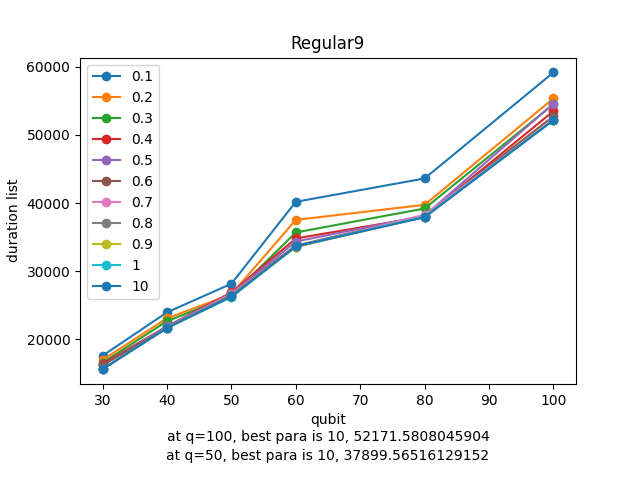 Regular9
60000
50000
40000
30000
20000
duration list
0.1
0.2
0.3
0.4
0.5
0.6
0.7
0.8
0.9
1
10
30 40 50 60 70 80 90 100
qubit
at q=100, best para is 10, 52171.5808045904
at q=50, best para is 10, 37899.56516129152